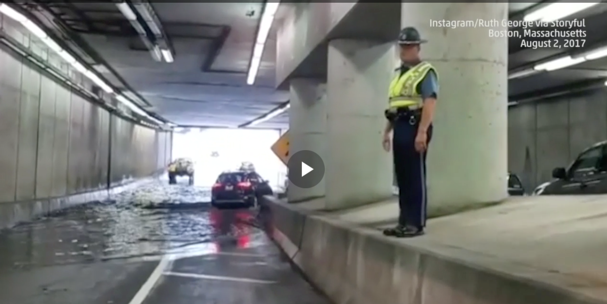 Instagram/Ruth George via Storyful
Boston, Massachusetts
August 2, 2017